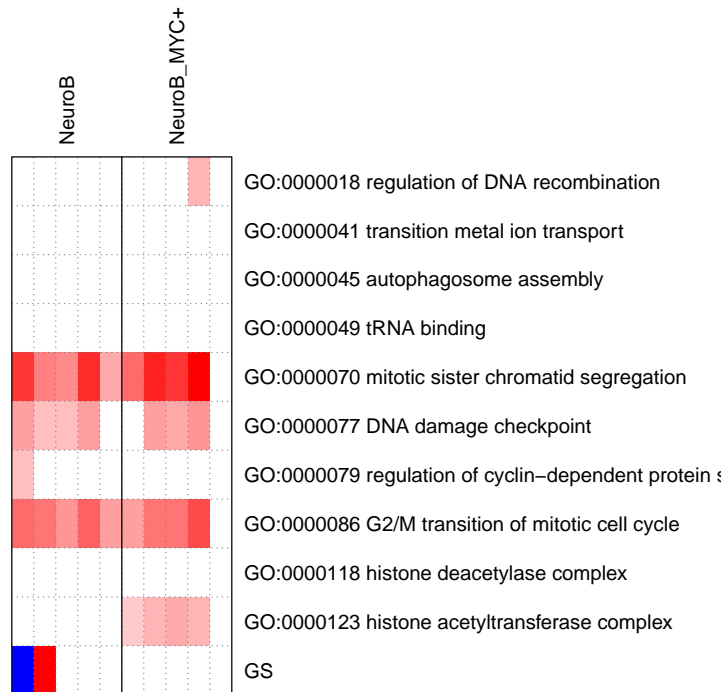 NeuroB
NeuroB_MYC+
GO:0000018 regulation of DNA recombination
GO:0000041 transition metal ion transport
GO:0000045 autophagosome assembly
GO:0000049 tRNA binding
GO:0000070 mitotic sister chromatid segregation
GO:0000077 DNA damage checkpoint
GO:0000079 regulation of cyclin−dependent protein s
GO:0000086 G2/M transition of mitotic cell cycle
GO:0000118 histone deacetylase complex
GO:0000123 histone acetyltransferase complex
GS